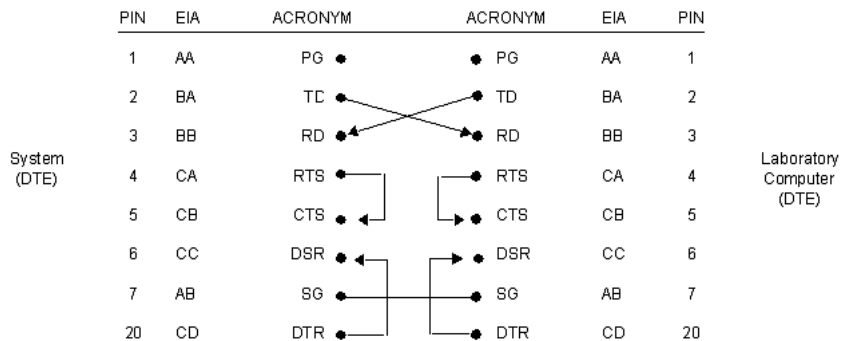 PIN EIA ACRONYM ACRONYM EIA PIN
1 AA PG PG AA 1
2 BA TD TD BA 2
3 BB RD RD BB 3
System
(DTE)
4 CA RTS RTS CA 4
5 CB CTS CTS CB 5
Laboratory
Computer
(DTE)
6 CC DSR DSR CC 6
7 AB SG SG AB 7
20 CD DTR DTR CD 20